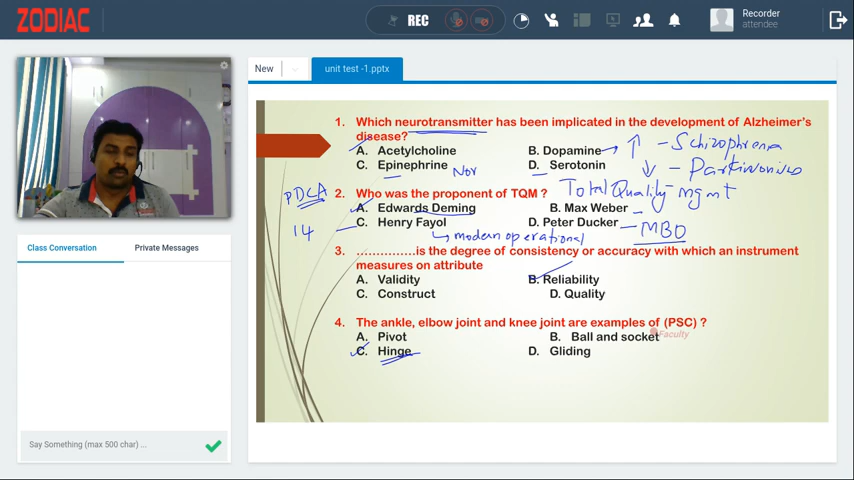 ZODIAC
REC
Recorder
attendee
New
unit test -1.pptx
1. Which neurotransmitter has been implicated in the development of Alzheimer's
disease?
A. Acetylcholine B. Dopamine → ↑ - Schizophrenia
C. Epinephrine Nor D. Serotonin ↓ - Parkinsonius
PDCA 2. Who was the proponent of TQM ? Total Quality mgmt
A. Edwards Deming B. Max Weber
14 C. Henry Fayol D. Peter Ducker MBO
modern operational
3. ...............is the degree of consistency or accuracy with which an instrument
measures on attribute
A. Validity B. Reliability
C. Construct D. Quality
4. The ankle, elbow joint and knee joint are examples of (PSC) ?
Faculty
A. Pivot B. Ball and socket
C. Hinge D. Gliding
Class Conversation Private Messages
Say Something (max 500 char) ...